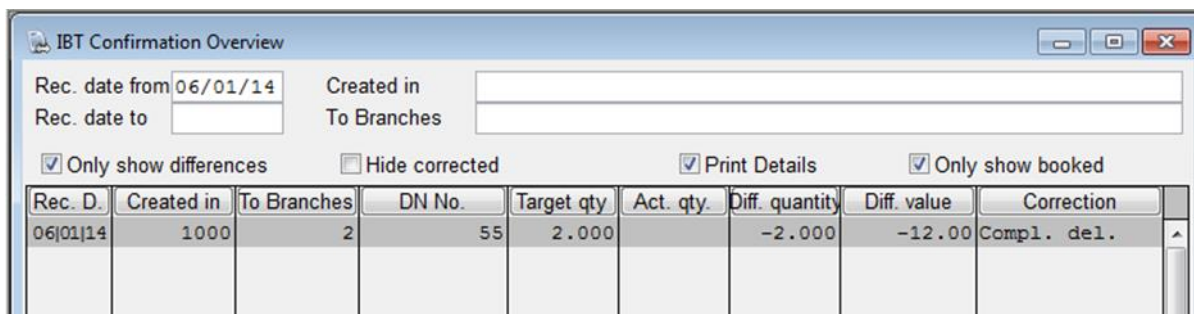 IBT Confirmation Overview
Rec. date from 06/01/14 Created in
Rec. date to To Branches
Only show differences Hide corrected Print Details Only show booked
Rec. D. Created in To Branches DN No. Target qty Act. qty. Diff. quantity Diff. value Correction
06|01|14 1000 2 55 2.000 -2.000 -12.00 Compl. del.